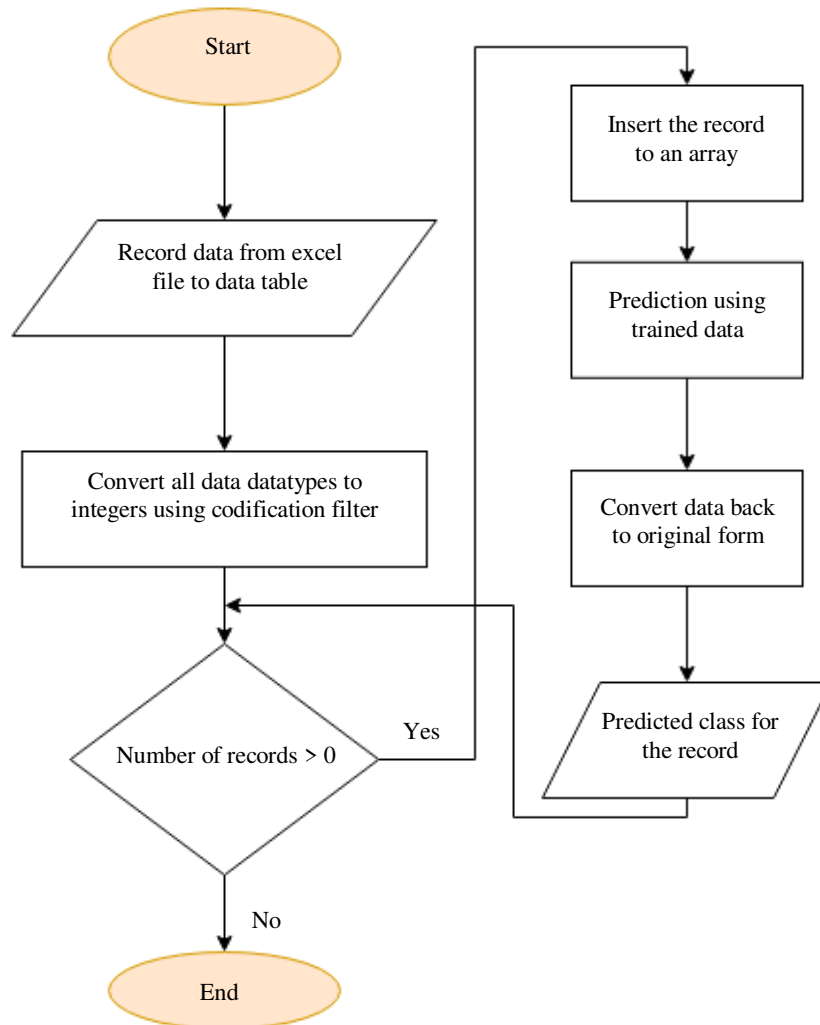 Start
Record data from excel
file to data table
Convert all data datatypes to
integers using codification filter
Number of records > 0
Yes
No
End
Insert the record
to an array
Prediction using
trained data
Convert data back
to original form
Predicted class for
the record